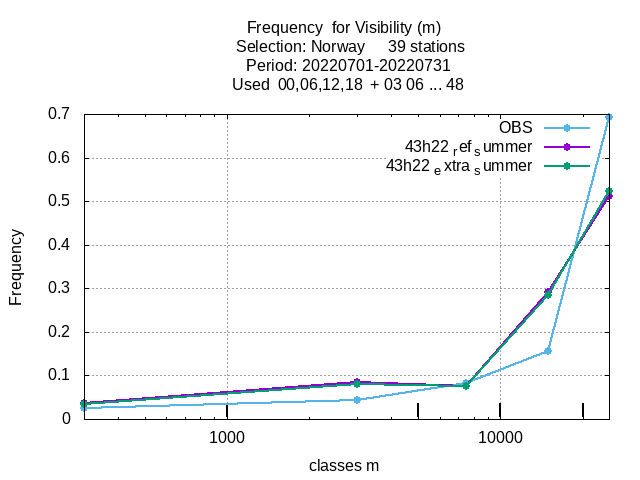 Frequency  for Visibility (m)
Selection: Norway     39 stations
Period: 20220701-20220731
Used  00,06,12,18  + 03 06 ... 48
OBS
43h22 ref summer
43h22 extra summer
0.7
0.6
0.5
0.4
0.3
0.2
0.1
0
Frequency
1000
10000
classes m